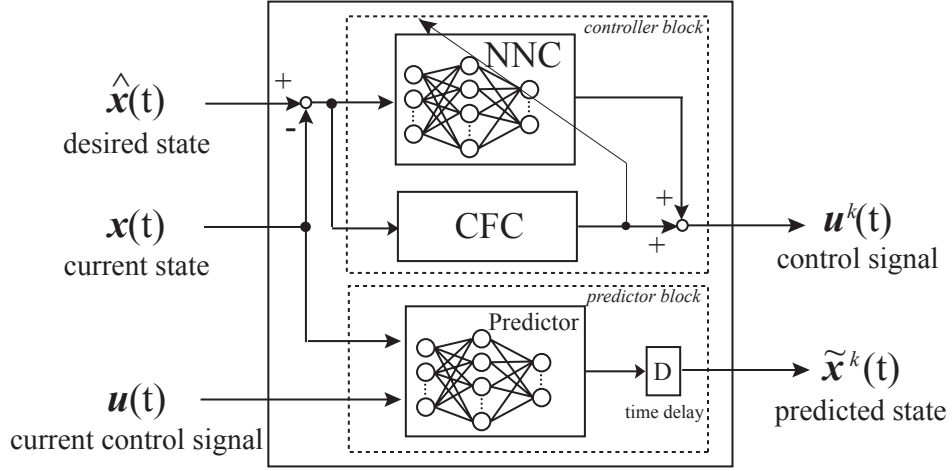 controller block
NNC
+
x̂(t)
desired state
-
x(t)
current state
CFC
+
+
u^k(t)
control signal
predictor block
Predictor
D
time delay
x̃^k(t)
predicted state
u(t)
current control signal